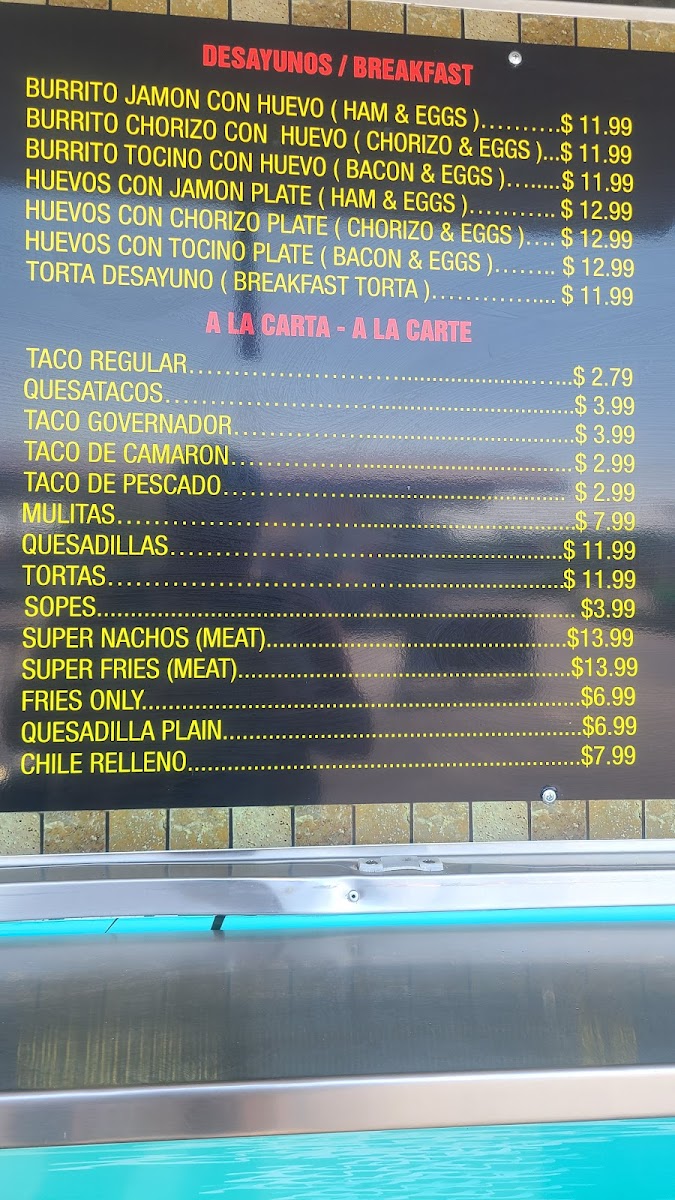 DESAYUNOS / BREAKFAST
BURRITO JAMON CON HUEVO ( HAM & EGGS )..........$ 11.99
BURRITO CHORIZO CON HUEVO ( CHORIZO & EGGS )...$ 11.99
BURRITO TOCINO CON HUEVO ( BACON & EGGS )........$ 11.99
HUEVOS CON JAMON PLATE ( HAM & EGGS )........... $ 12.99
HUEVOS CON CHORIZO PLATE ( CHORIZO & EGGS ).... $ 12.99
HUEVOS CON TOCINO PLATE ( BACON & EGGS )........ $ 12.99
TORTA DESAYUNO ( BREAKFAST TORTA )................. $ 11.99
A LA CARTA - A LA CARTE
TACO REGULAR.......................................................$ 2.79
QUESATACOS..........................................................$ 3.99
TACO GOVERNADOR.................................................$ 3.99
TACO DE CAMARON..................................................$ 2.99
TACO DE PESCADO.................................................. $ 2.99
MULITAS.................................................................$ 7.99
QUESADILLAS..........................................................$ 11.99
TORTAS..................................................................$ 11.99
SOPES..................................................................... $3.99
SUPER NACHOS (MEAT).............................................$13.99
SUPER FRIES (MEAT)..................................................$13.99
FRIES ONLY................................................................$6.99
QUESADILLA PLAIN.....................................................$6.99
CHILE RELLENO..........................................................$7.99